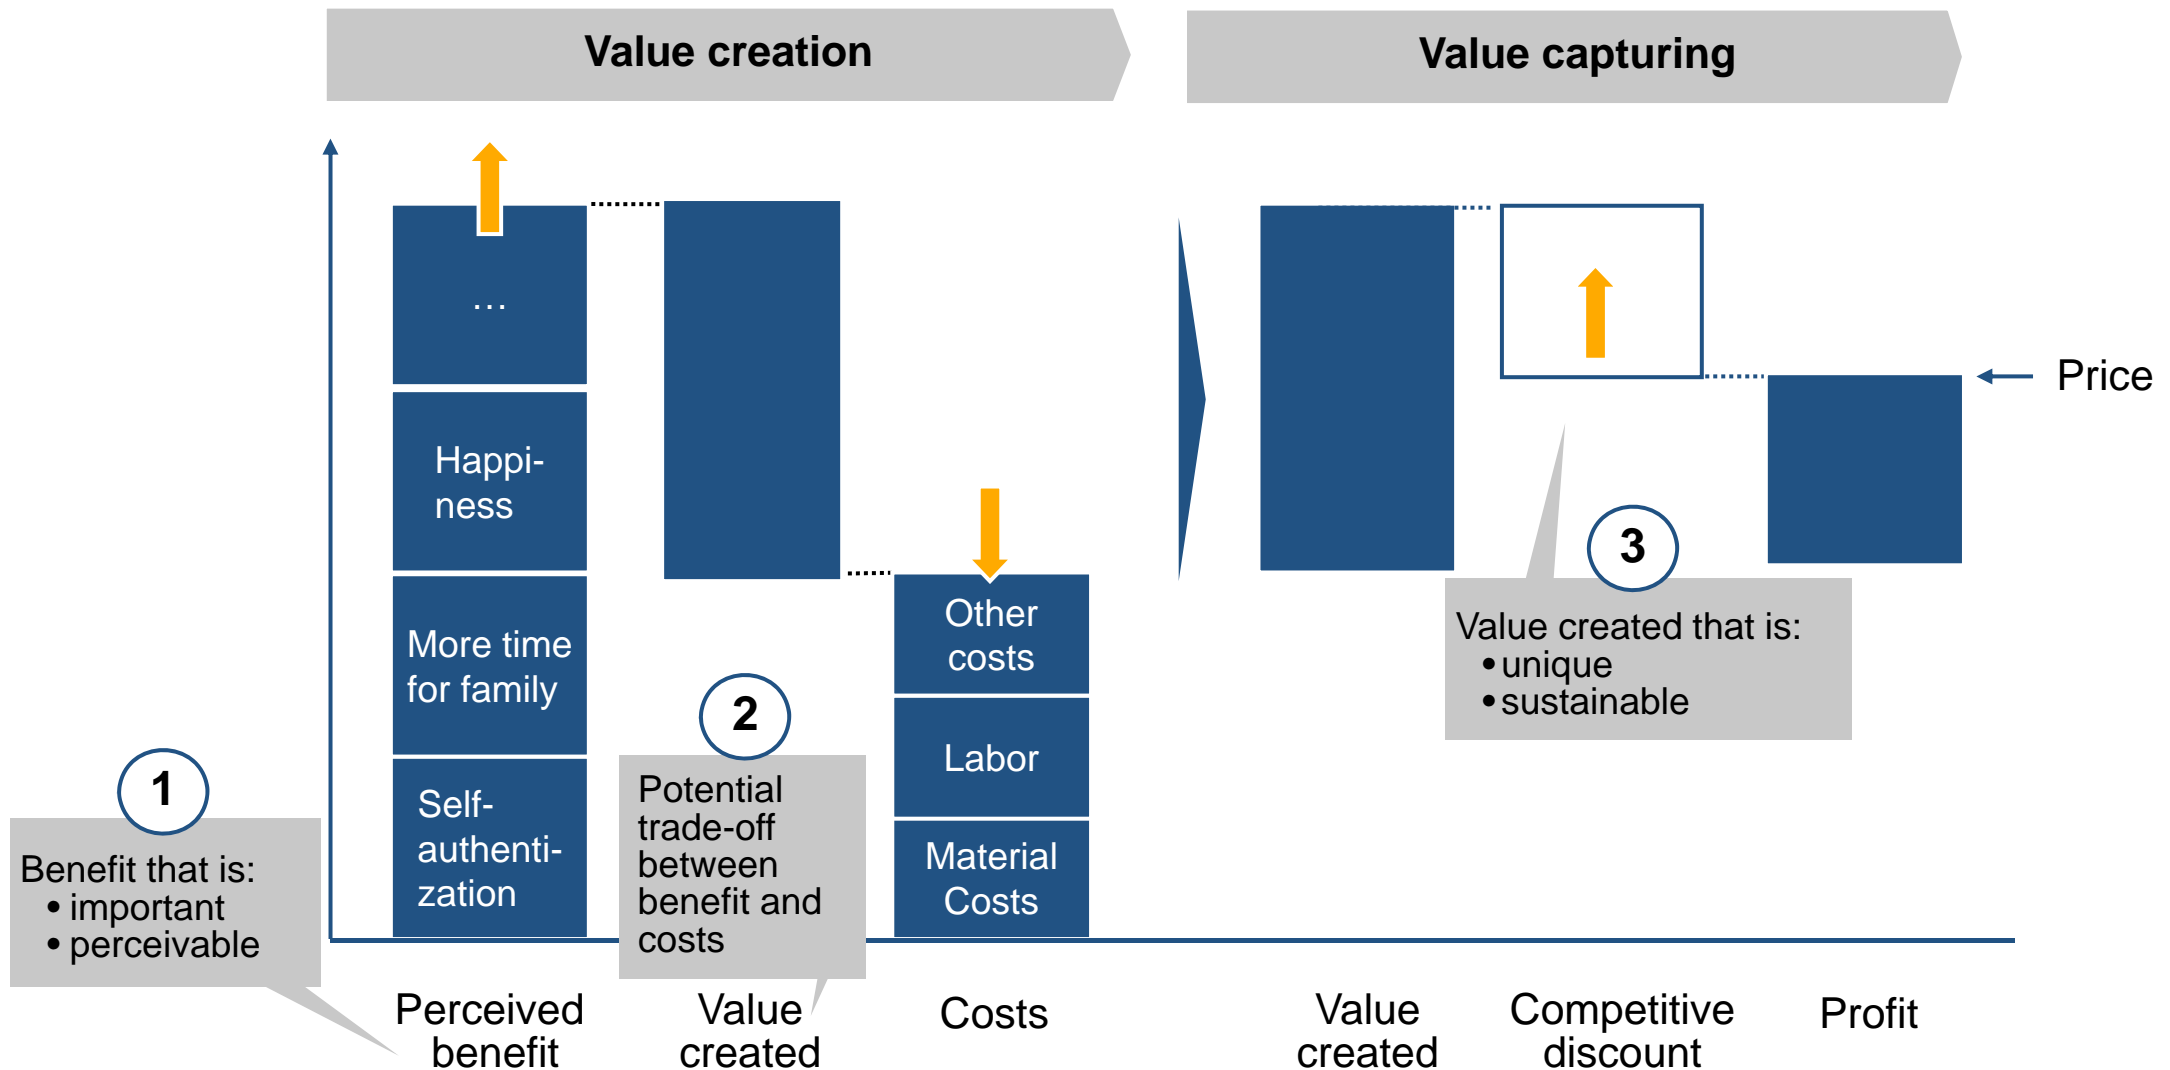 Value creation
Value capturing
…
Happi-
ness
More time
for family
Self-
authenti-
zation
Other
costs
Labor
Material
Costs
Price
1
Benefit that is:
• important
• perceivable
2
Potential
trade-off
between
benefit and
costs
3
Value created that is:
• unique
• sustainable
Perceived
benefit
Value
created
Costs
Value
created
Competitive
discount
Profit